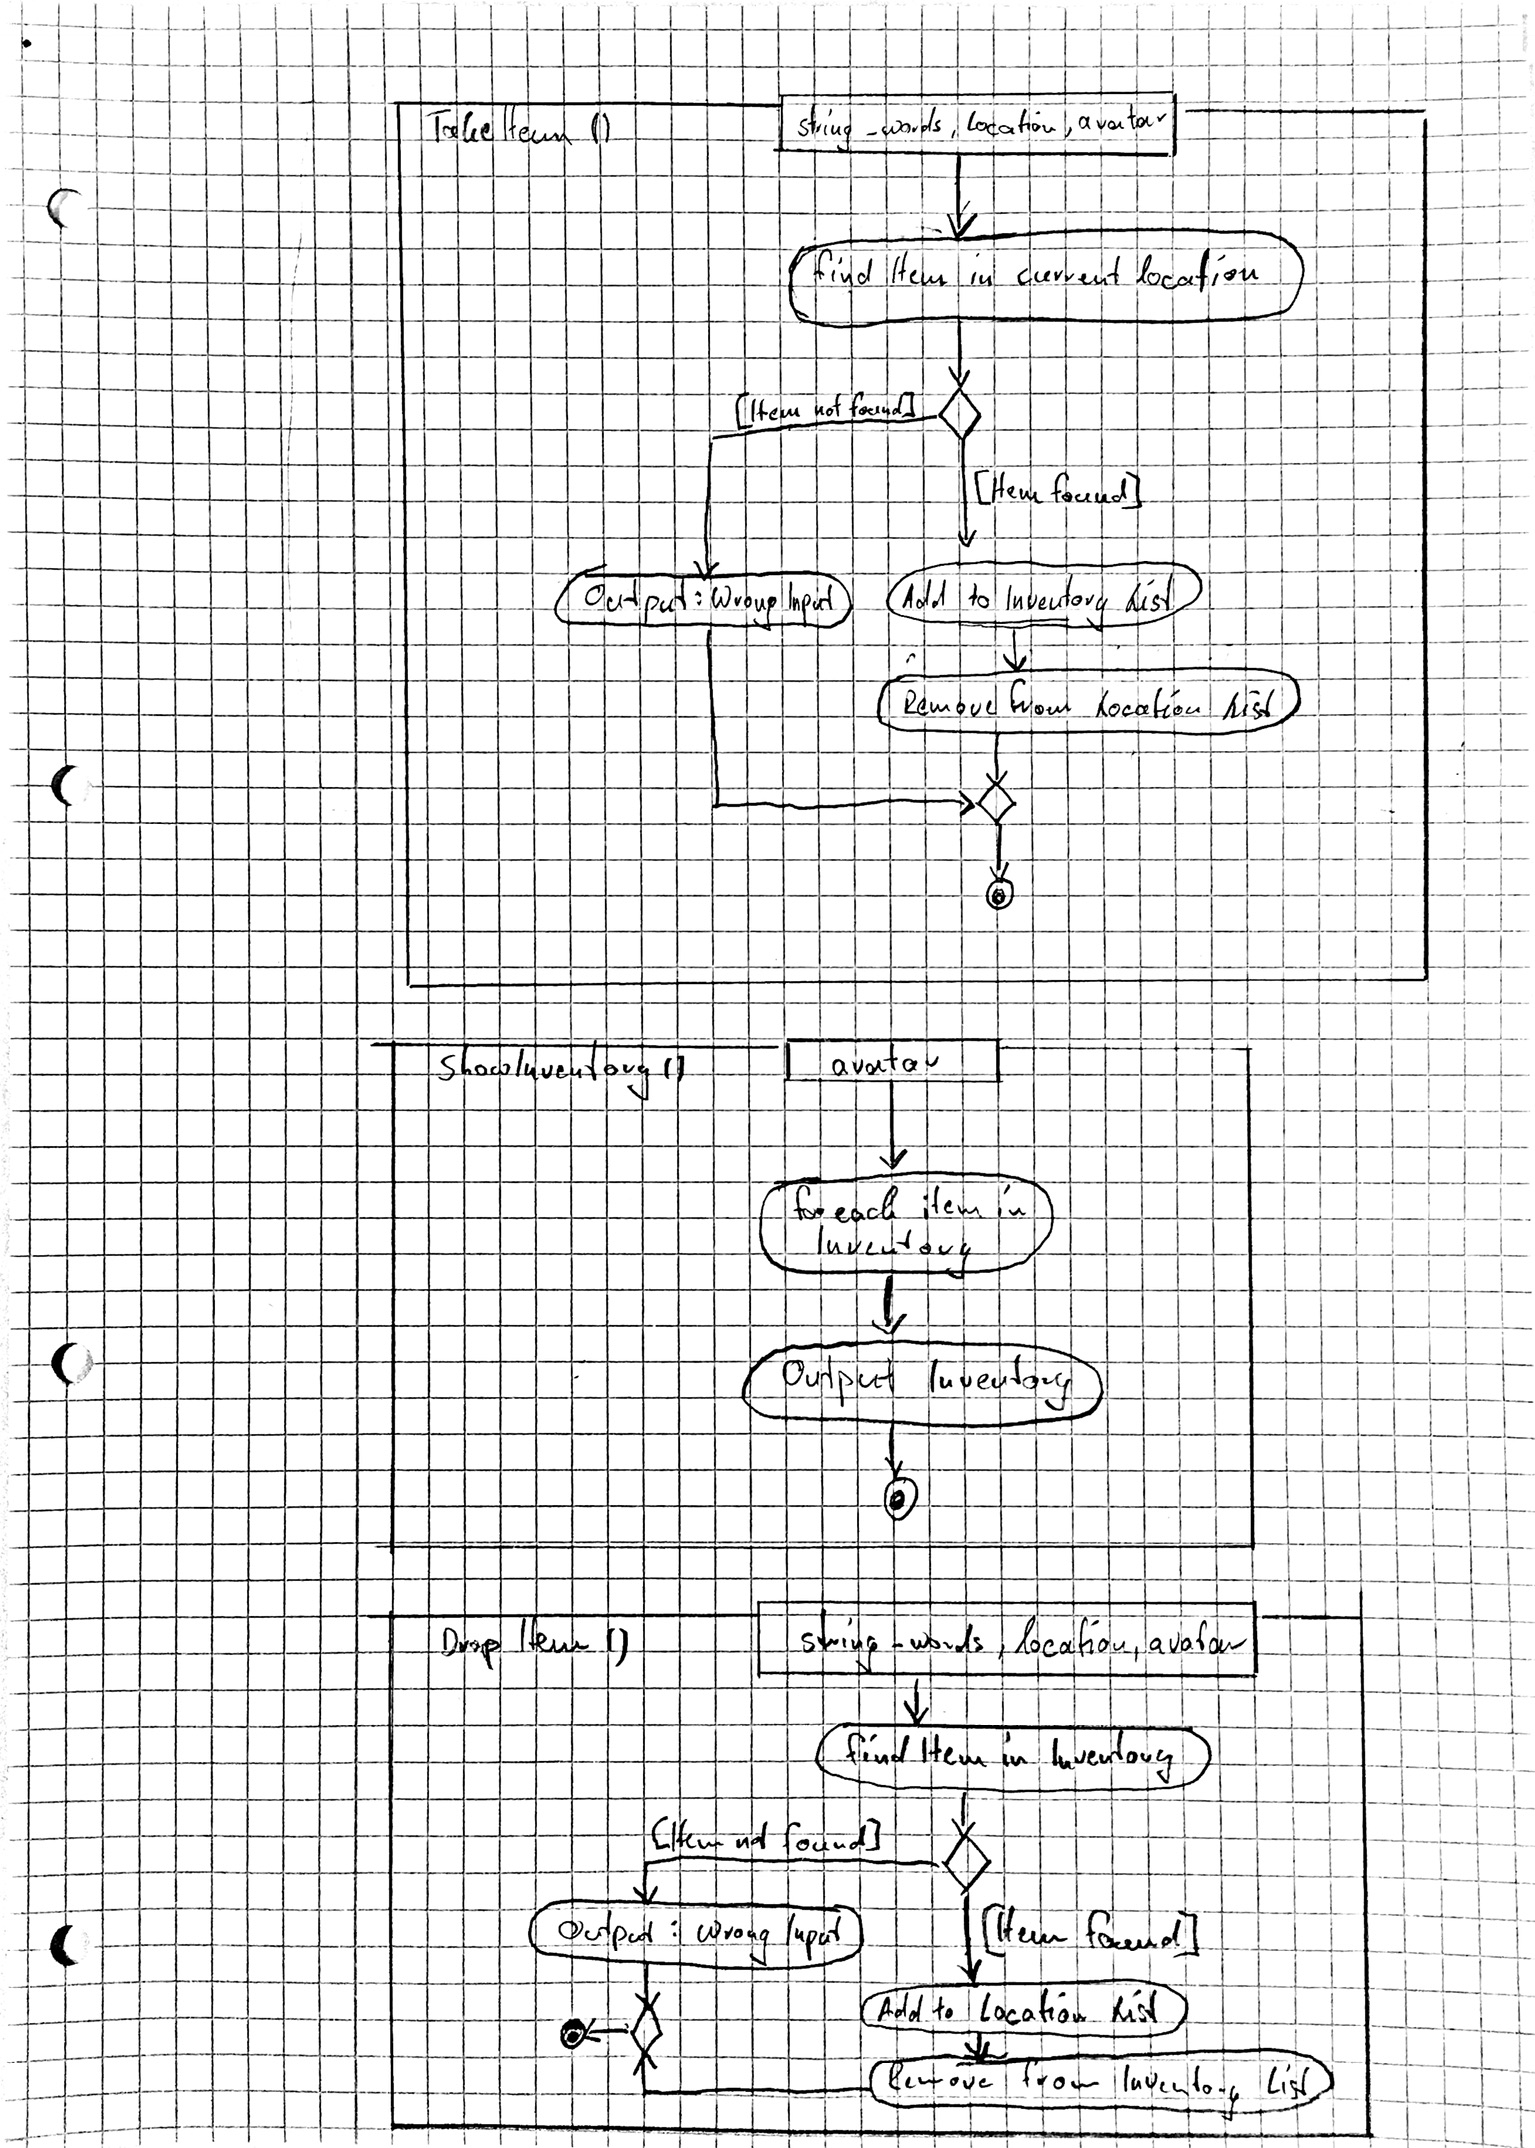 TakeItem ()
string_words, Location, avatar
find Item in current location
[Item not found]
[Item found]
Output: Wrong Input
Add to Inventory List
Remove from Location List
ShowInventory ()
avatar
foreach item in
Inventory
Output Inventory
Drop Item ()
string_words, location, avatar
find Item in Inventory
[Item not found]
[Item found]
Output: Wrong Input
Add to Location List
Remove from Inventory List